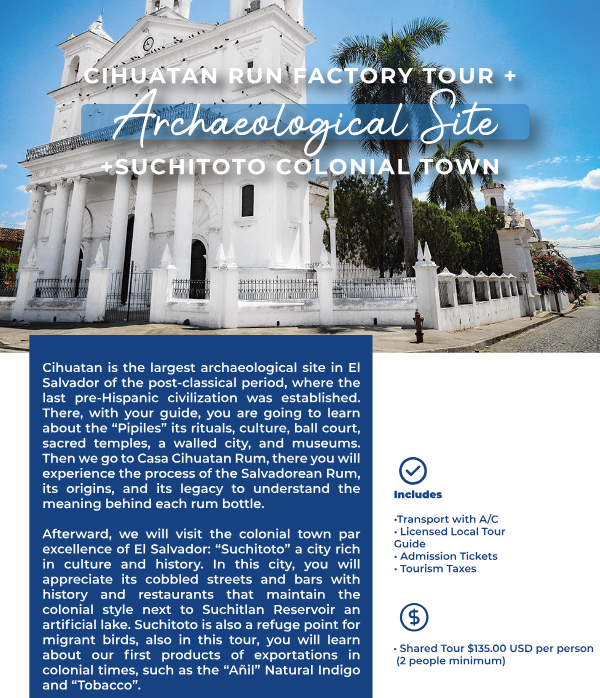 CIHUATAN RUN FACTORY TOUR +
Archaeological Site
+SUCHITOTO COLONIAL TOWN
Cihuatan is the largest archaeological site in El
Salvador of the post-classical period, where the
last pre-Hispanic civilization was established.
There, with your guide, you are going to learn
about the “Pipiles” its rituals, culture, ball court,
sacred temples, a walled city, and museums.
Then we go to Casa Cihuatan Rum, there you will
experience the process of the Salvadorean Rum,
its origins, and its legacy to understand the
meaning behind each rum bottle.
Afterward, we will visit the colonial town par
excellence of El Salvador: “Suchitoto” a city rich
in culture and history. In this city, you will
appreciate its cobbled streets and bars with
history and restaurants that maintain the
colonial style next to Suchitlan Reservoir an
artificial lake. Suchitoto is also a refuge point for
migrant birds, also in this tour, you will learn
about our first products of exportations in
colonial times, such as the “Añil” Natural Indigo
and “Tobacco”.
Includes
•Transport with A/C
• Licensed Local Tour
Guide
• Admission Tickets
• Tourism Taxes
$
• Shared Tour $135.00 USD per person
(2 people minimum)